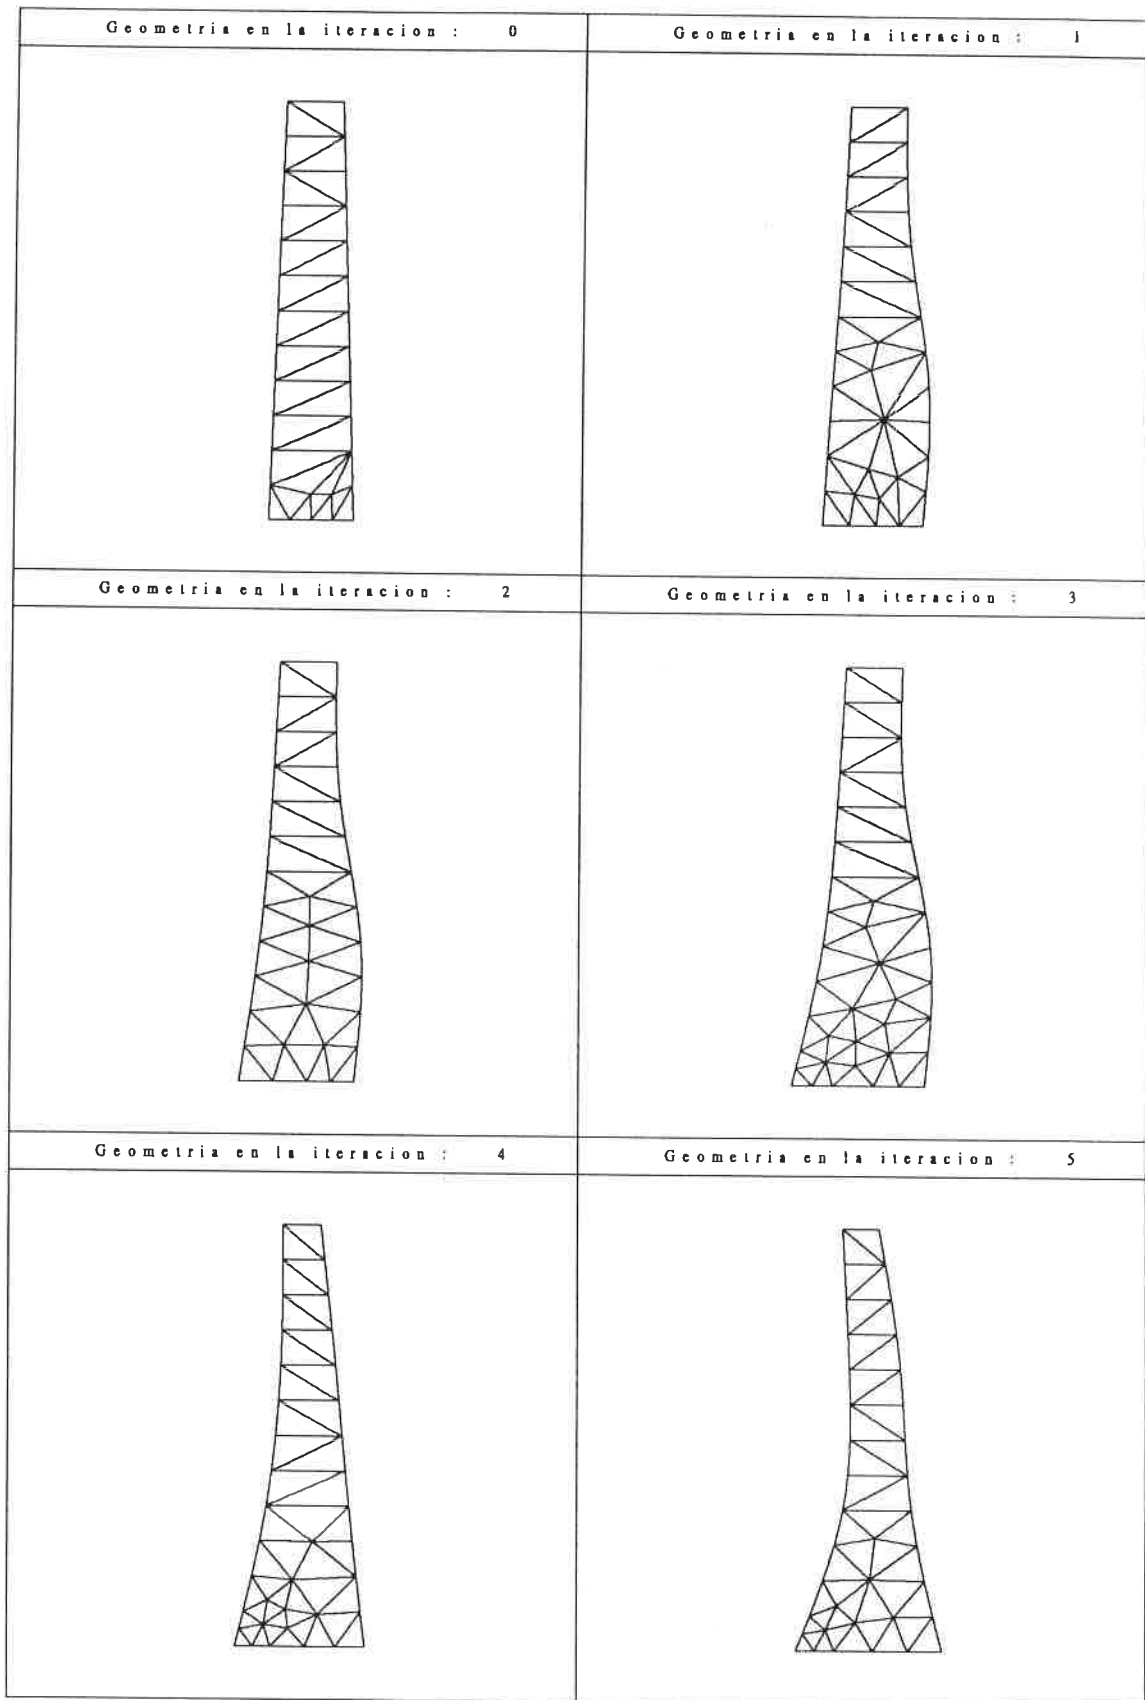 Geometria en la iteracion : 0
Geometria en la iteracion : 1
Geometria en la iteracion : 2
Geometria en la iteracion : 3
Geometria en la iteracion : 4
Geometria en la iteracion : 5